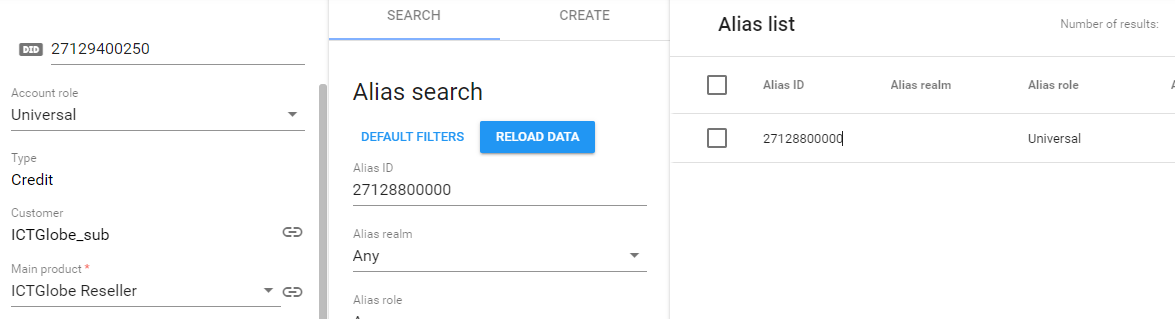 DID 27129400250
Account role
Universal
Type
Credit
Customer
ICTGlobe_sub
Main product *
ICTGlobe Reseller
SEARCH CREATE
Alias search
DEFAULT FILTERS RELOAD DATA
Alias ID
27128800000
Alias realm
Any
Alias role
Alias list Number of results:
Alias ID Alias realm Alias role
27128800000 Universal